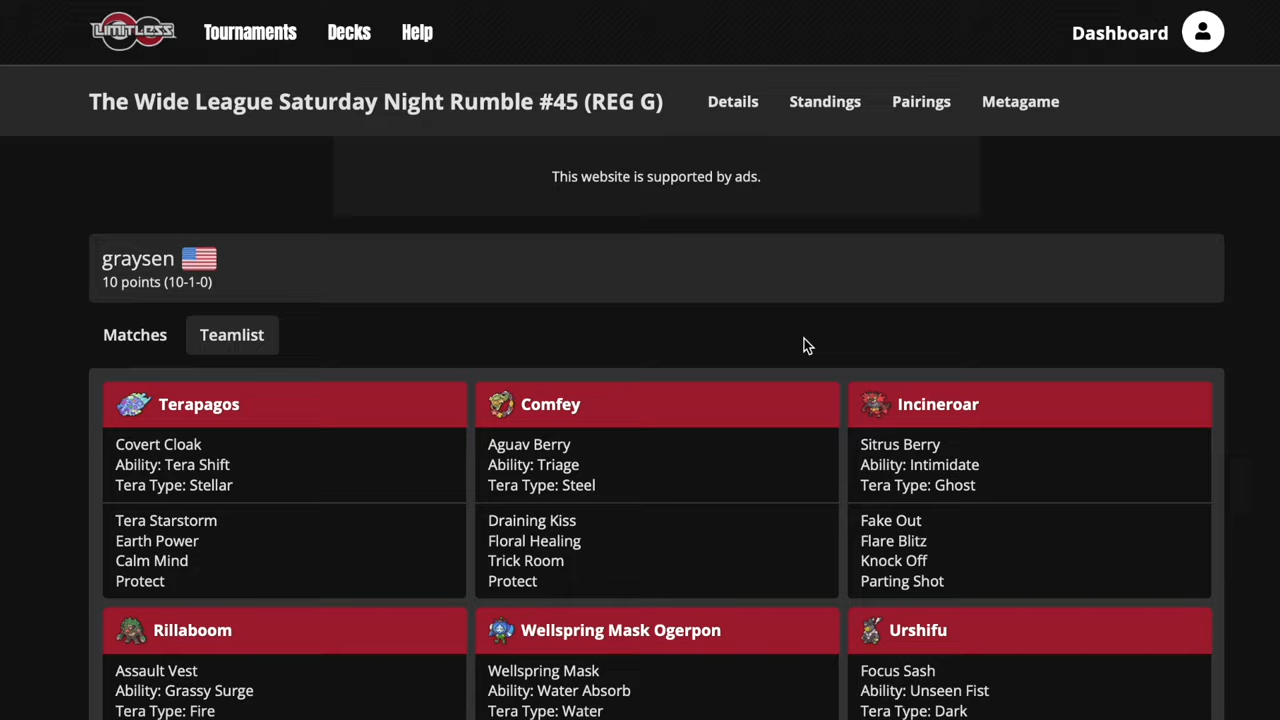 LIMITLESS Tournaments Decks Help Dashboard
The Wide League Saturday Night Rumble #45 (REG G) Details Standings Pairings Metagame
This website is supported by ads.
graysen
10 points (10-1-0)
Matches Teamlist
Terapagos
Covert Cloak
Ability: Tera Shift
Tera Type: Stellar
Tera Starstorm
Earth Power
Calm Mind
Protect
Comfey
Aguav Berry
Ability: Triage
Tera Type: Steel
Draining Kiss
Floral Healing
Trick Room
Protect
Incineroar
Sitrus Berry
Ability: Intimidate
Tera Type: Ghost
Fake Out
Flare Blitz
Knock Off
Parting Shot
Rillaboom
Assault Vest
Ability: Grassy Surge
Tera Type: Fire
Wellspring Mask Ogerpon
Wellspring Mask
Ability: Water Absorb
Tera Type: Water
Urshifu
Focus Sash
Ability: Unseen Fist
Tera Type: Dark